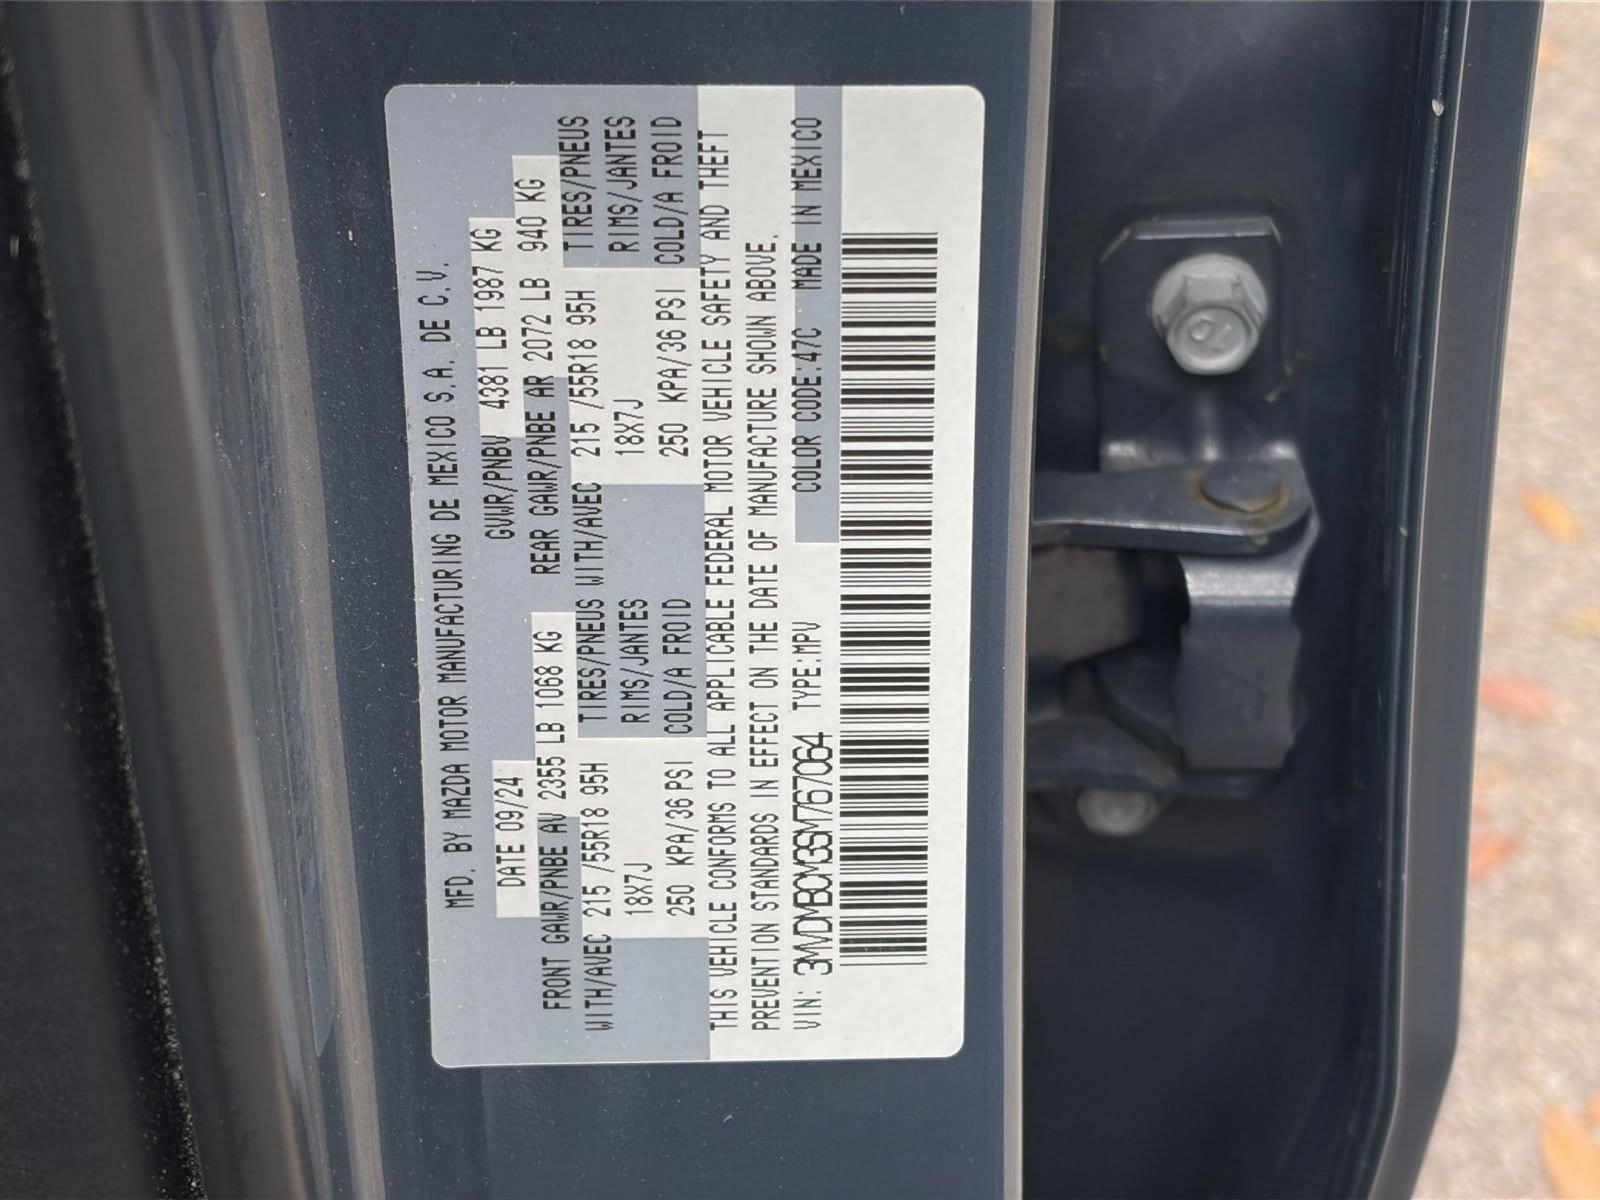 MFD. BY MAZDA MOTOR MANUFACTURING DE MEXICO S.A. DE C.V.
DATE 09/24 GVWR/PNBV 4381 LB 1987 KG
FRONT GAWR/PNBE AV 2355 LB 1068 KG REAR GAWR/PNBE AR 2072 LB 940 KG
WITH/AVEC 215 /55R18 95H TIRES/PNEUS WITH/AVEC 215 /55R18 95H TIRES/PNEUS
18X7J RIMS/JANTES 18X7J RIMS/JANTES
250 KPA/36 PSI COLD/A FROID 250 KPA/36 PSI COLD/A FROID
THIS VEHICLE CONFORMS TO ALL APPLICABLE FEDERAL MOTOR VEHICLE SAFETY AND THEFT
PREVENTION STANDARDS IN EFFECT ON THE DATE OF MANUFACTURE SHOWN ABOVE.
VIN: 3MVDMBCM3SM767064 TYPE:MPV COLOR CODE:47C MADE IN MEXICO